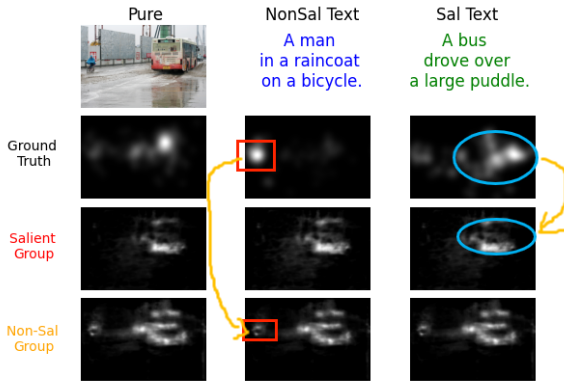 Pure NonSal Text Sal Text
A man
in a raincoat
on a bicycle.
A bus
drove over
a large puddle.
Ground
Truth
Salient
Group
Non-Sal
Group